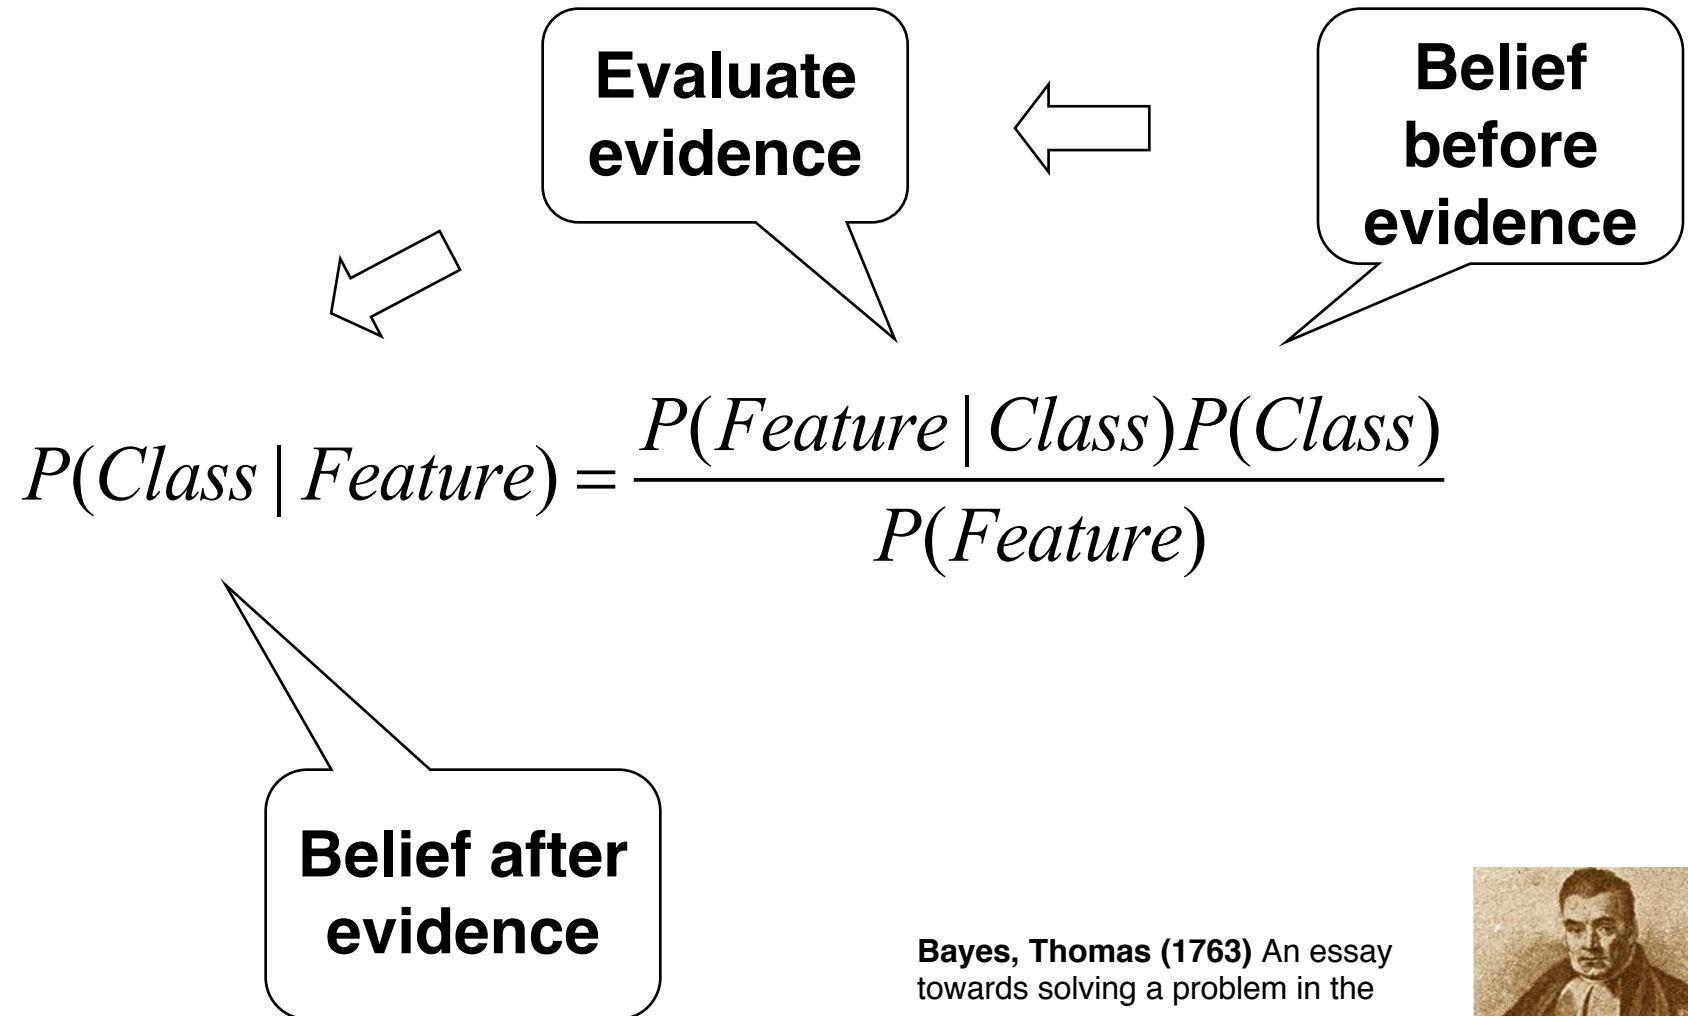 Evaluate
evidence
Belief
before
evidence
P(Class | Feature) = P(Feature | Class)P(Class)
P(Feature)
Belief after
evidence
Bayes, Thomas (1763) An essay
towards solving a problem in the